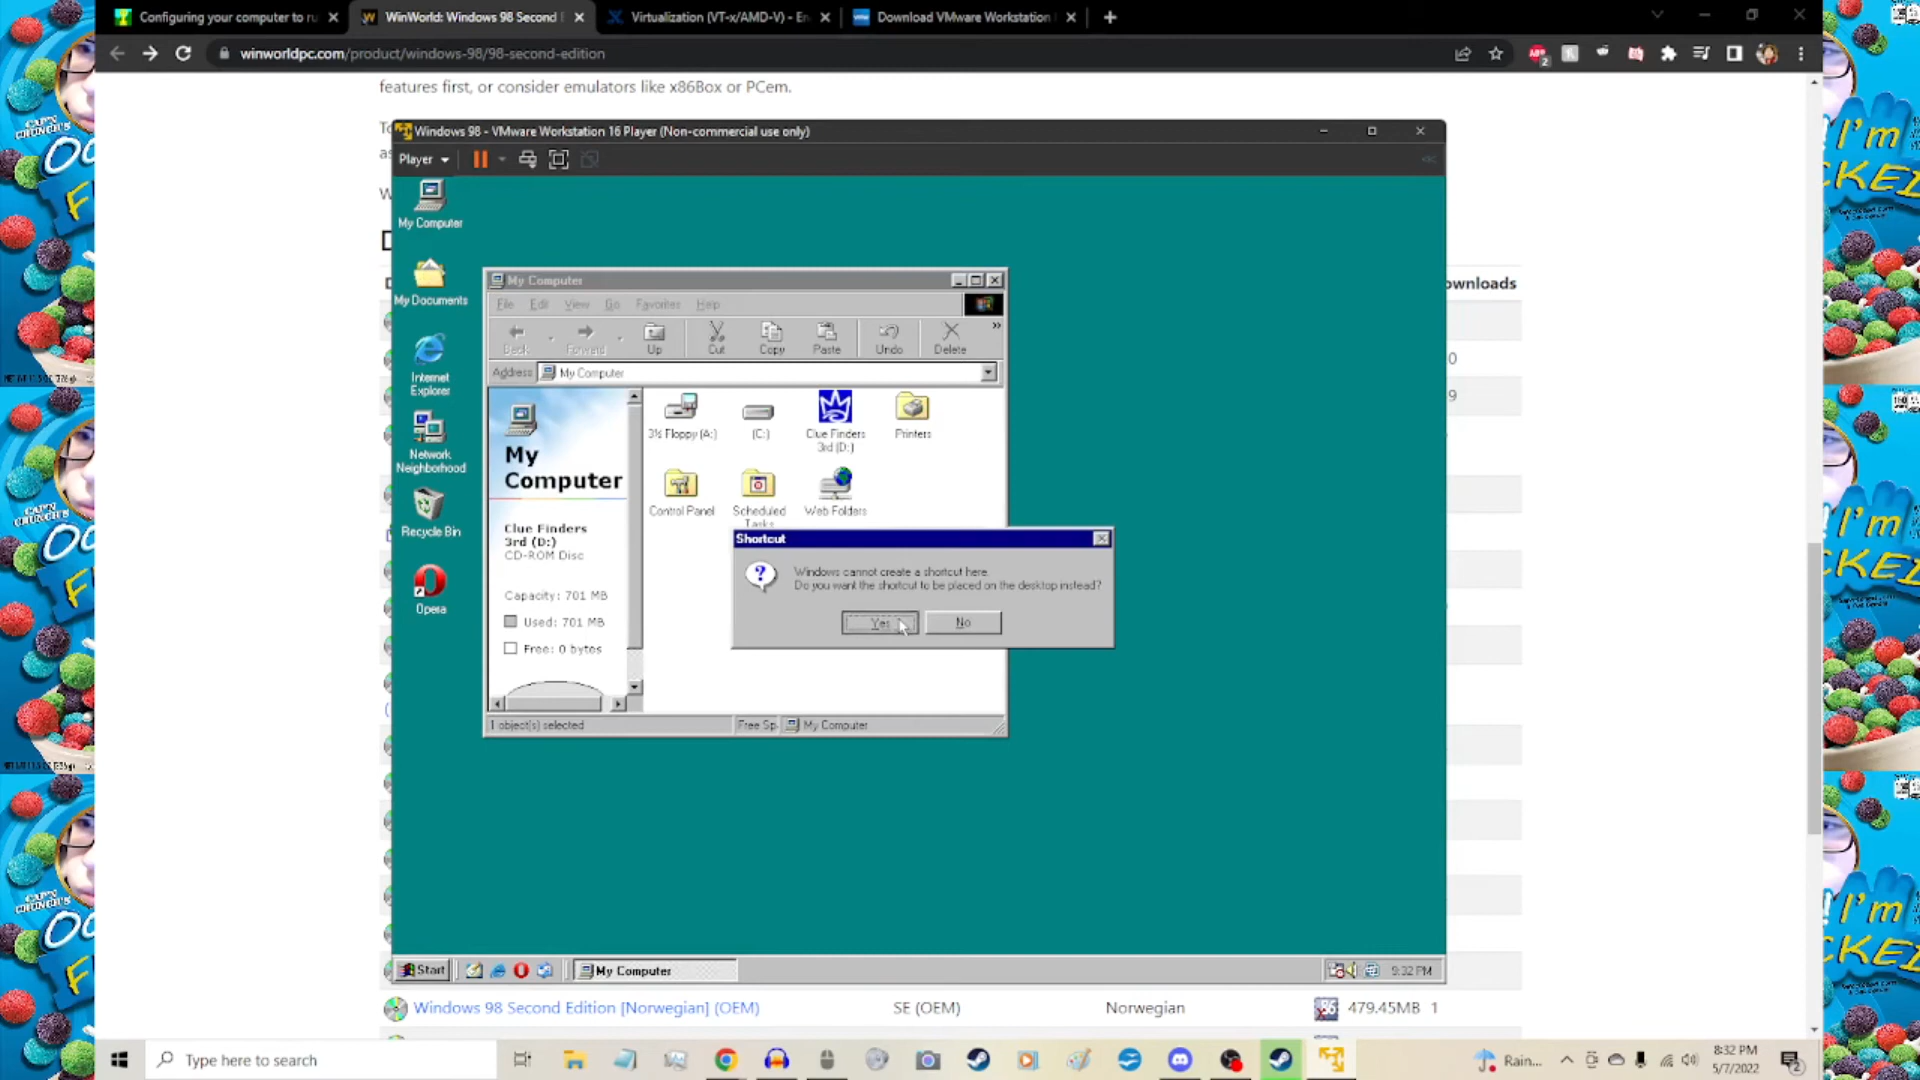 Configuring your computer to ru
WinWorld: Windows 98 Second E
Virtualization (VT-x/AMD-V) - En
Download VMware Workstation
winworldpc.com/product/windows-98/98-second-edition
2
features first, or consider emulators like x86Box or PCem.
Windows 98 - VMware Workstation 16 Player (Non-commercial use only)
Player
My Computer
My Documents
Internet
Explorer
Network
Neighborhood
Recycle Bin
Opera
My Computer
File Edit View Go Favorites Help
Back Forward Up Cut Copy Paste Undo Delete
Address My Computer
My
Computer
Clue Finders
3rd (D:)
CD-ROM Disc
Capacity: 701 MB
Used: 701 MB
Free: 0 bytes
3½ Floppy (A:)
(C:)
Clue Finders
3rd (D:)
Printers
Control Panel
Scheduled
Tasks
Web Folders
Shortcut
Windows cannot create a shortcut here.
Do you want the shortcut to be placed on the desktop instead?
Yes No
1 object(s) selected
Free Sp
My Computer
ownloads
0
9
Start
My Computer
9:32 PM
Windows 98 Second Edition [Norwegian] (OEM) SE (OEM) Norwegian 479.45MB 1
Type here to search
Rain...
8:32 PM
5/7/2022
2
CAP'N
CRUNCH'S
I'm